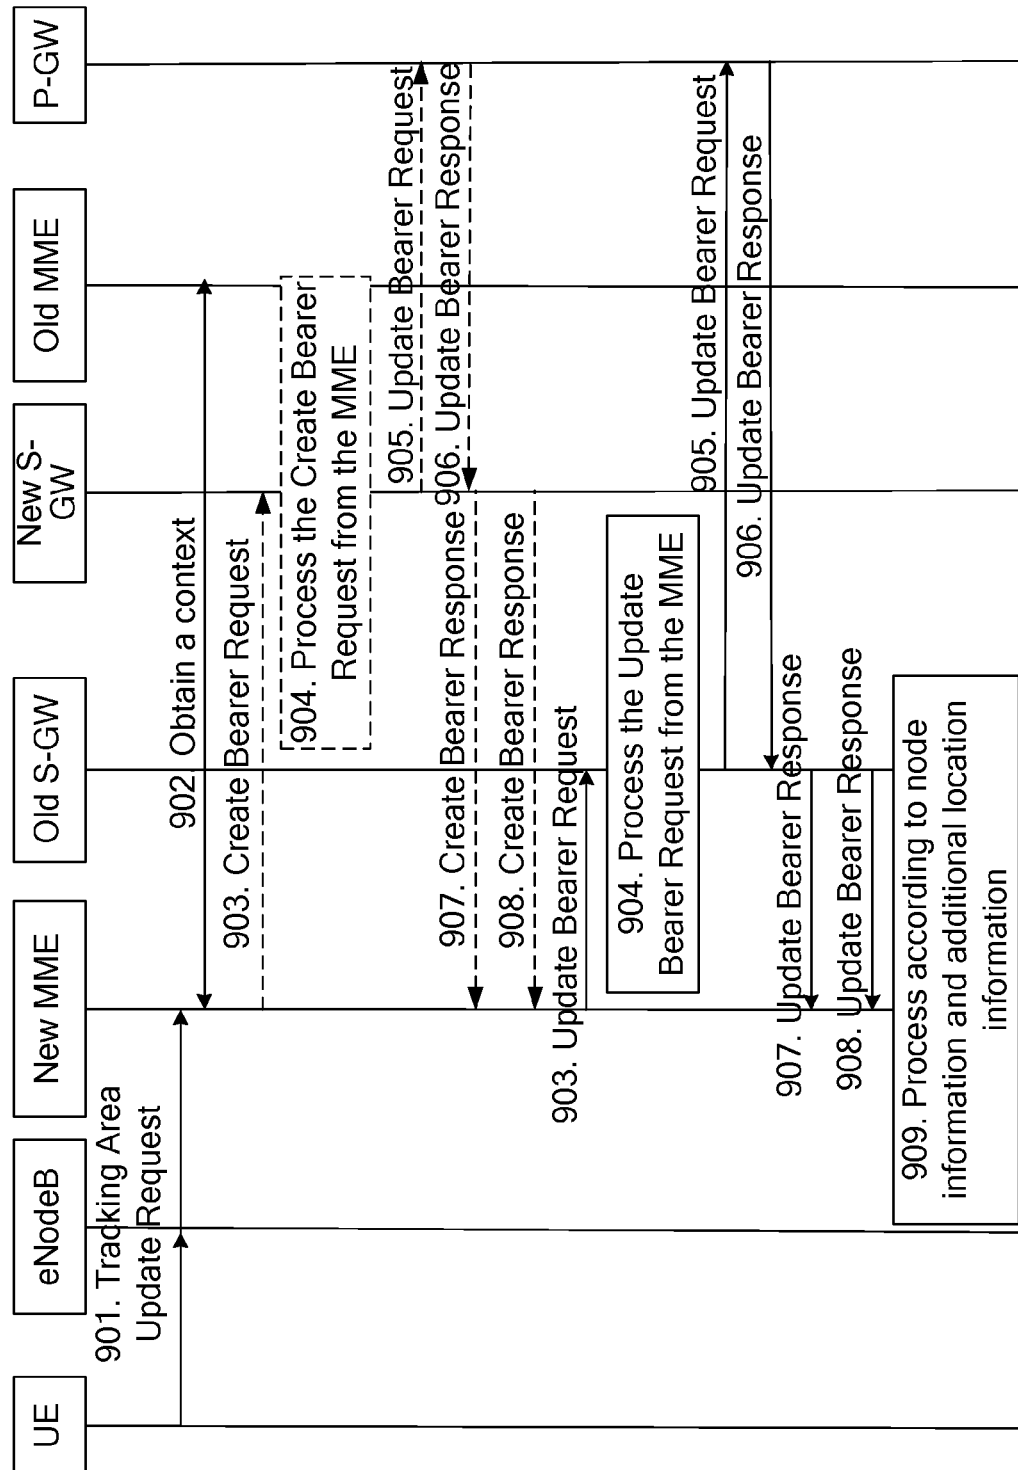 UE
eNodeB
New MME
Old S-GW
New S-
GW
Old MME
P-GW
901. Tracking Area
Update Request
902. Obtain a context
903. Create Bearer Request
904. Process the Create Bearer
Request from the MME
905. Update Bearer Request
906. Update Bearer Response
907. Create Bearer Response
908. Create Bearer Response
903. Update Bearer Request
904. Process the Update
Bearer Request from the MME
905. Update Bearer Request
906. Update Bearer Response
907. Update Bearer Response
908. Update Bearer Response
909. Process according to node
information and additional location
information